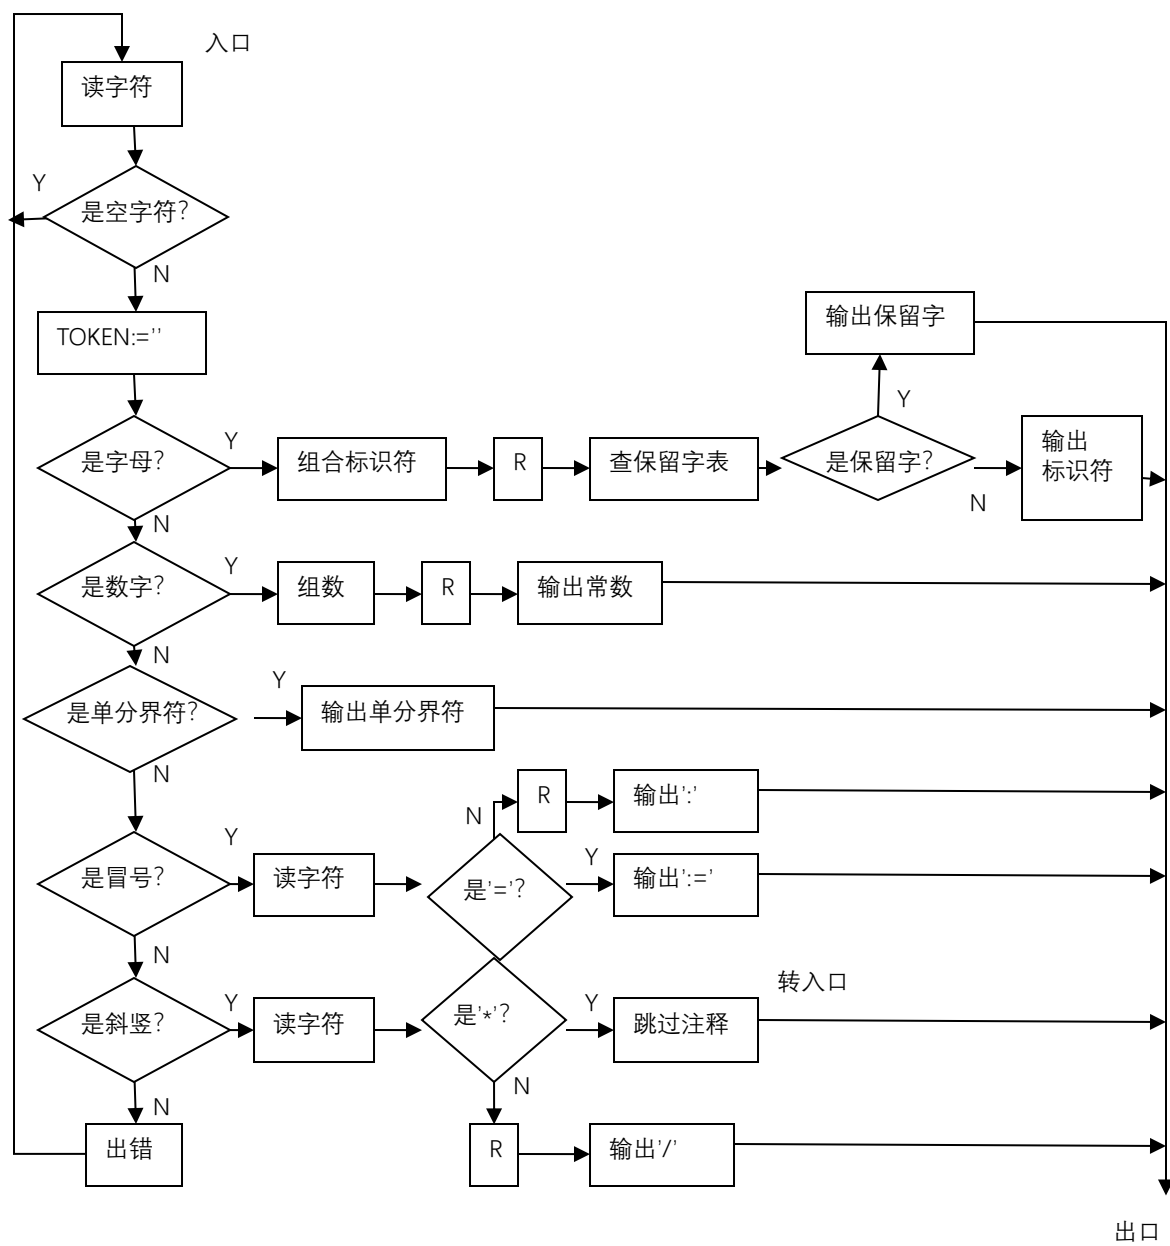 入口
读字符
Y
是空字符？
N
TOKEN:=''
输出保留字
Y
是字母？
Y
组合标识符
R
查保留字表
是保留字？
N
输出
标识符
N
是数字？
Y
组数
R
输出常数
N
是单分界符？
Y
输出单分界符
N
N
R
输出':'
是冒号？
Y
读字符
是'='？
Y
输出':='
N
是斜竖？
Y
读字符
是'*'？
Y
跳过注释
转入口
N
N
出错
R
输出'/'
出口